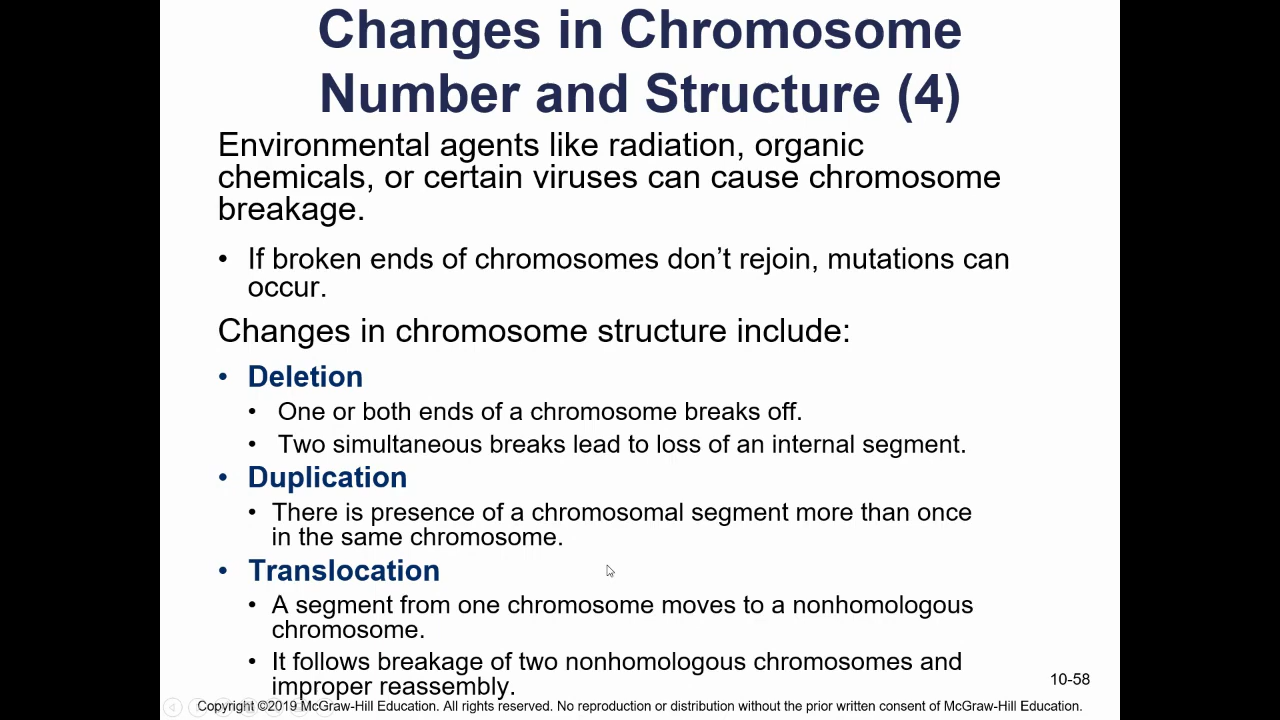 Changes in Chromosome
Number and Structure (4)
Environmental agents like radiation, organic
chemicals, or certain viruses can cause chromosome
breakage.
• If broken ends of chromosomes don’t rejoin, mutations can
occur.
Changes in chromosome structure include:
• Deletion
• One or both ends of a chromosome breaks off.
• Two simultaneous breaks lead to loss of an internal segment.
• Duplication
• There is presence of a chromosomal segment more than once
in the same chromosome.
• Translocation
• A segment from one chromosome moves to a nonhomologous
chromosome.
• It follows breakage of two nonhomologous chromosomes and
improper reassembly.
10-58
Copyright ©2019 McGraw-Hill Education. All rights reserved. No reproduction or distribution without the prior written consent of McGraw-Hill Education.